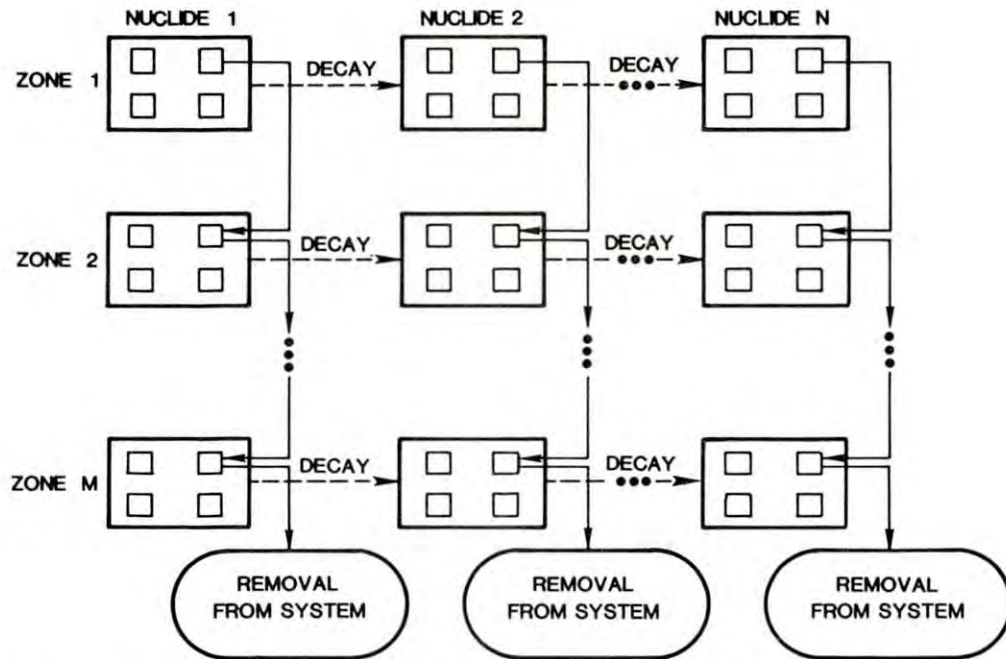 NUCLIDE 1 NUCLIDE 2 NUCLIDE N
ZONE 1 DECAY DECAY
ZONE 2 DECAY DECAY
ZONE M DECAY DECAY
REMOVAL REMOVAL REMOVAL
FROM SYSTEM FROM SYSTEM FROM SYSTEM